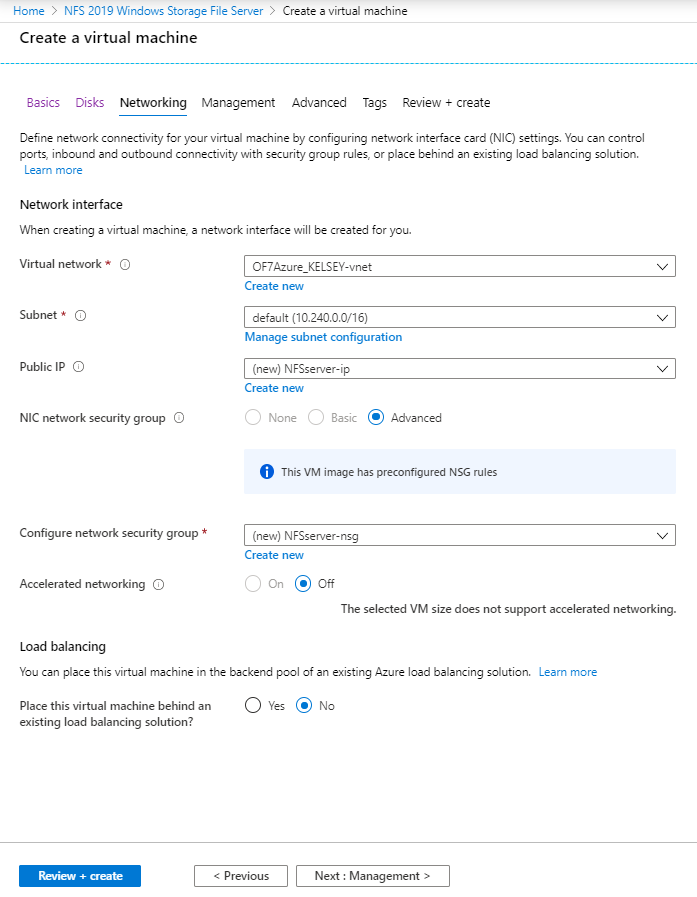 Home > NFS 2019 Windows Storage File Server > Create a virtual machine
Create a virtual machine
Basics Disks Networking Management Advanced Tags Review + create
Define network connectivity for your virtual machine by configuring network interface card (NIC) settings. You can control
ports, inbound and outbound connectivity with security group rules, or place behind an existing load balancing solution.
Learn more
Network interface
When creating a virtual machine, a network interface will be created for you.
Virtual network * OF7Azure_KELSEY-vnet
Create new
Subnet * default (10.240.0.0/16)
Manage subnet configuration
Public IP (new) NFSserver-ip
Create new
NIC network security group None Basic Advanced
This VM image has preconfigured NSG rules
Configure network security group * (new) NFSserver-nsg
Create new
Accelerated networking On Off
The selected VM size does not support accelerated networking.
Load balancing
You can place this virtual machine in the backend pool of an existing Azure load balancing solution. Learn more
Place this virtual machine behind an Yes No
existing load balancing solution?
Review + create < Previous Next : Management >